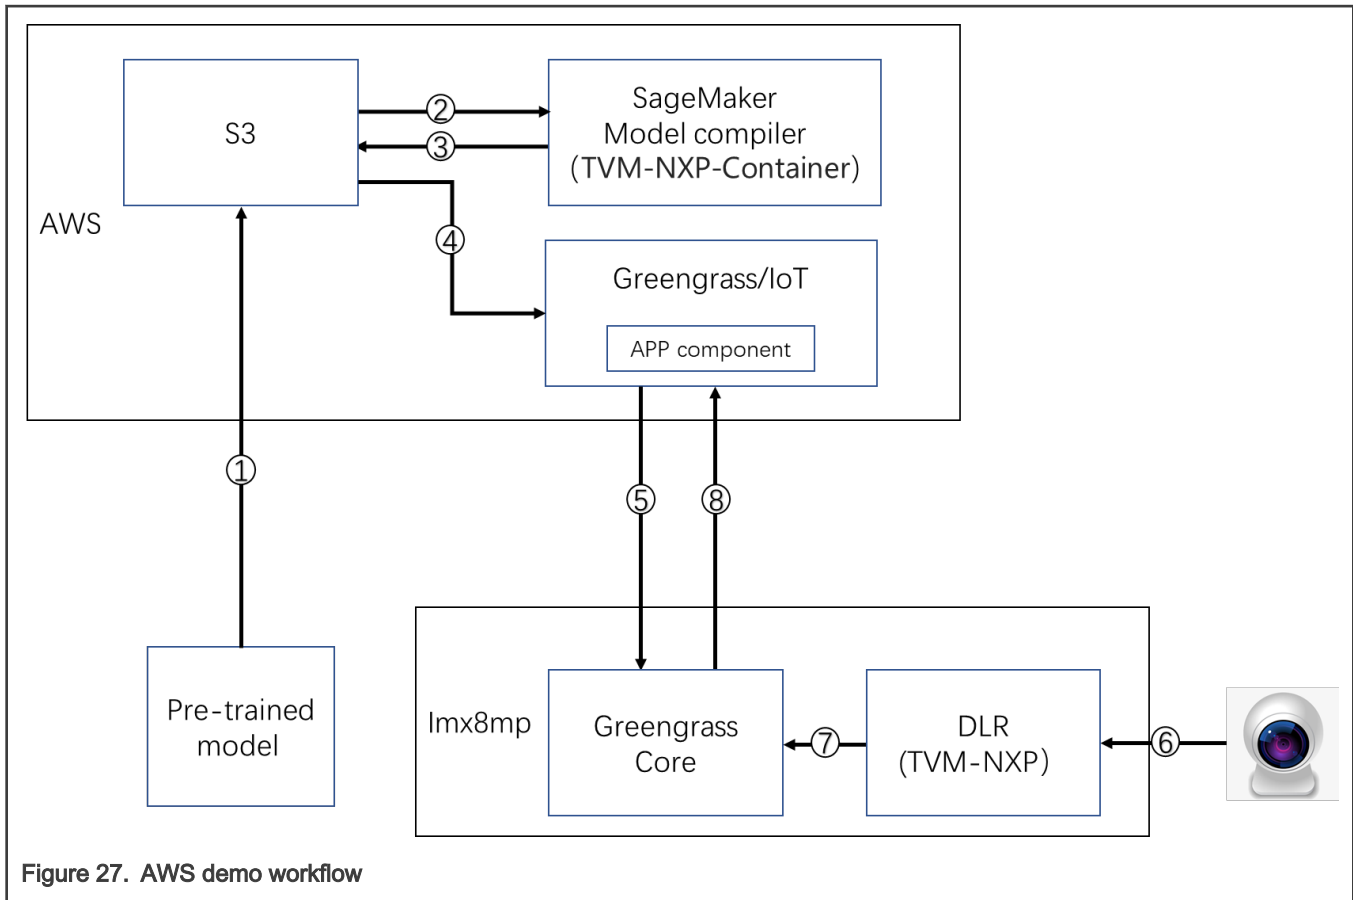 S3
②
③
SageMaker
Model compiler
(TVM-NXP-Container)
AWS
④
Greengrass/IoT
APP component
①
⑤
⑧
Pre-trained
model
Imx8mp
Greengrass
Core
⑦
DLR
(TVM-NXP)
⑥
Figure 27. AWS demo workflow